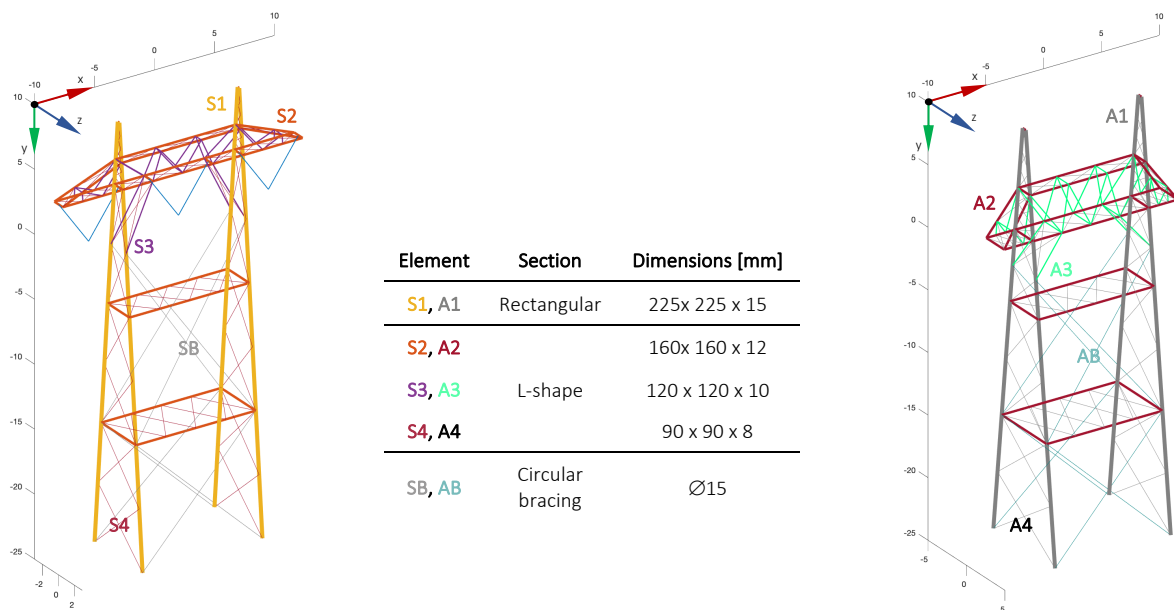 10
5
0
-5
-10
x
z
y
10
5
0
-5
-10
-15
-20
-25
-2
0
2
S1
S2
S3
SB
S4
Element Section Dimensions [mm]
S1, A1 Rectangular 225x 225 x 15
S2, A2 160x 160 x 12
S3, A3 L-shape 120 x 120 x 10
S4, A4 90 x 90 x 8
SB, AB Circular bracing ∅15
10
5
0
-5
-10
x
z
y
10
5
0
-5
-10
-15
-20
-25
-5
0
5
A1
A2
A3
AB
A4